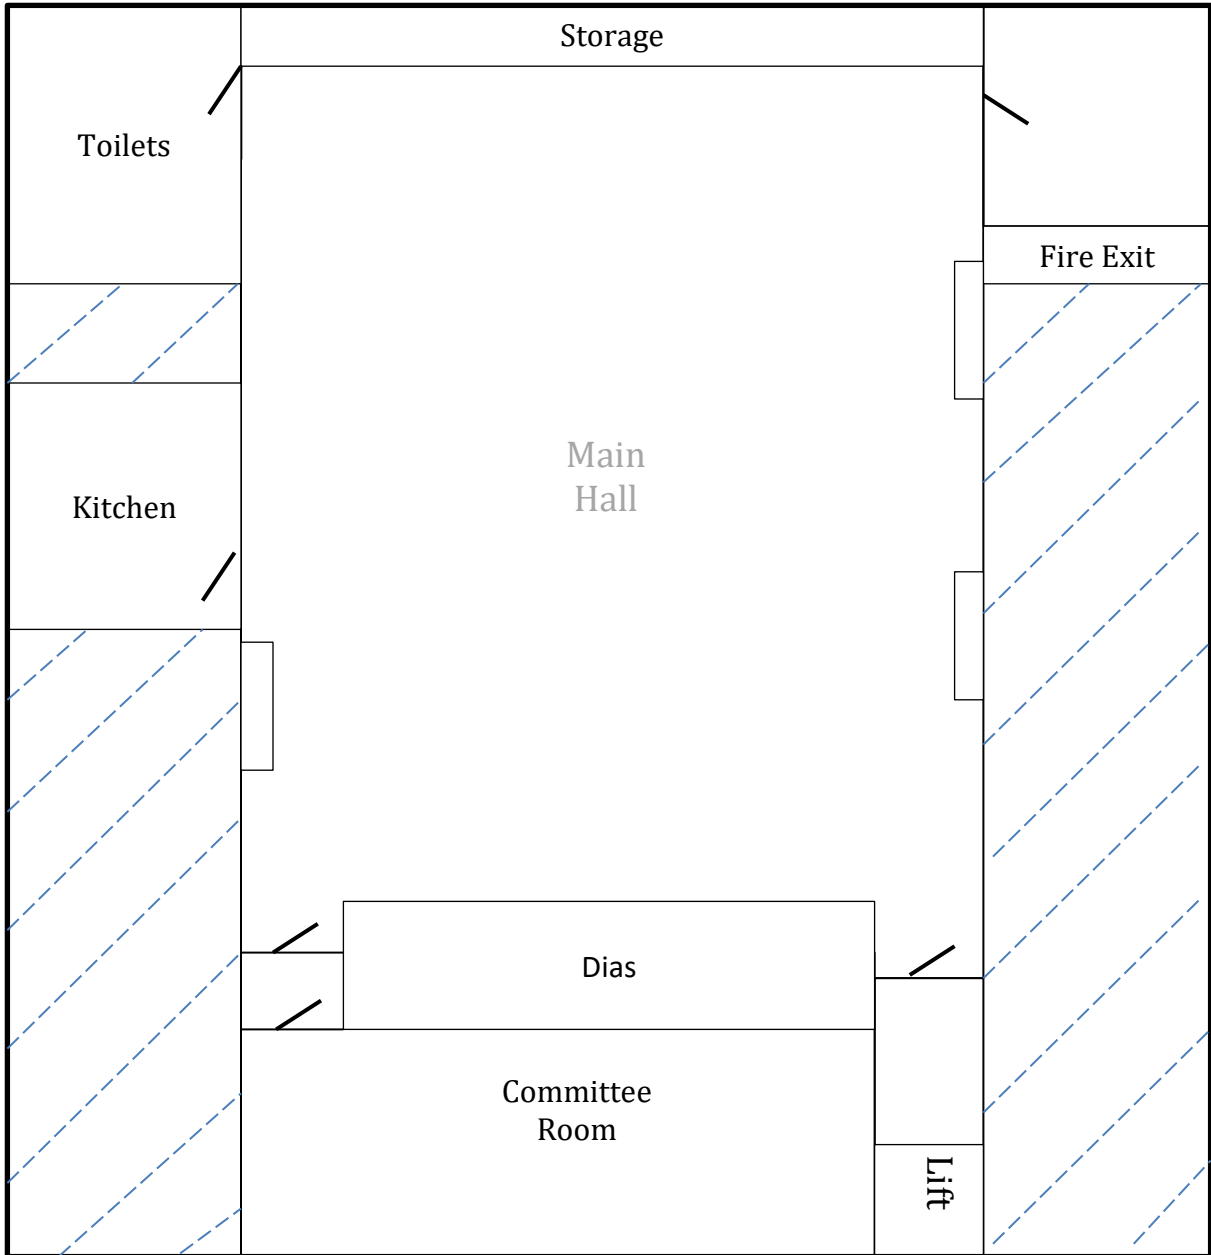 Storage
Toilets
Fire Exit
Main
Hall
Kitchen
Dias
Committee
Room
Lift